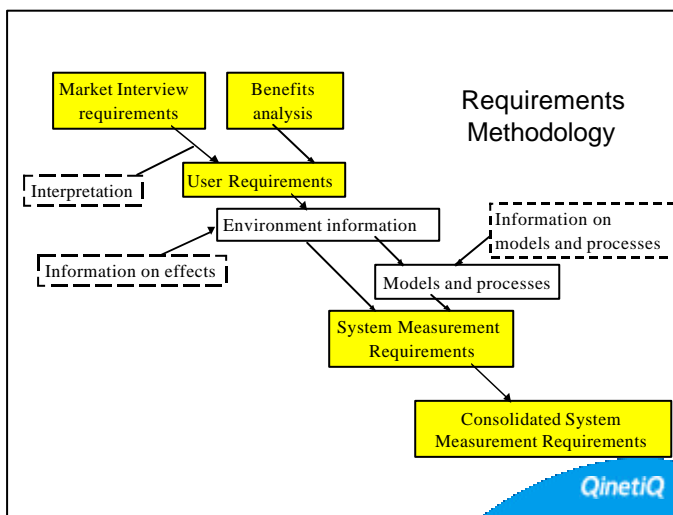 Requirements
Methodology
Market Interview
requirements
Benefits
analysis
Interpretation
User Requirements
Environment information
Information on
models and processes
Information on effects
Models and processes
System Measurement
Requirements
Consolidated System
Measurement Requirements
QinetiQ